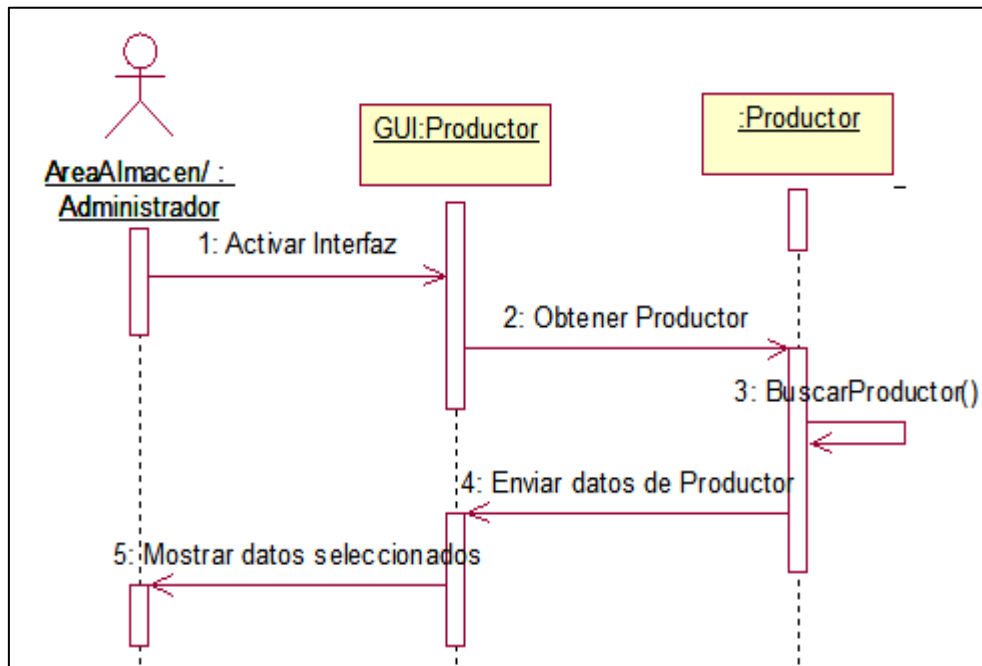 GUI:Productor
:Productor
AreaAlmacen/ :
Administrador
1: Activar Interfaz
2: Obtener Productor
3: BuscarProductor()
4: Enviar datos de Productor
5: Mostrar datos seleccionados